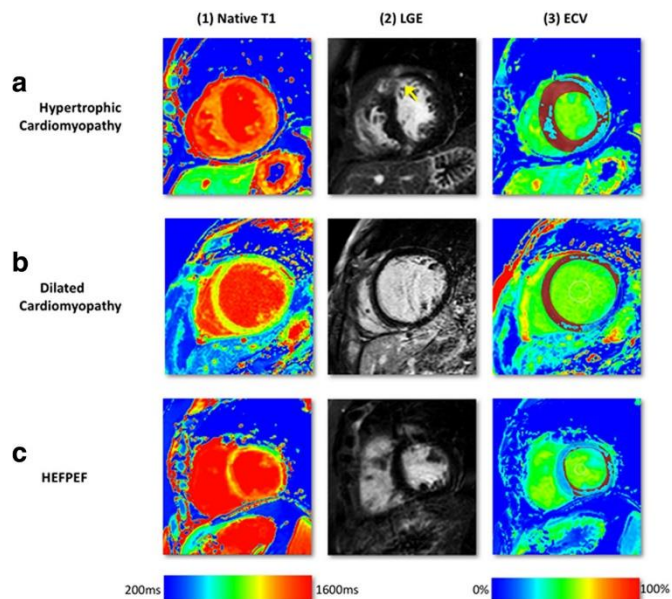 (1) Native T1 (2) LGE (3) ECV
a
Hypertrophic
Cardiomyopathy
b
Dilated
Cardiomyopathy
c
HEFPEF
200ms 1600ms 0% 100%